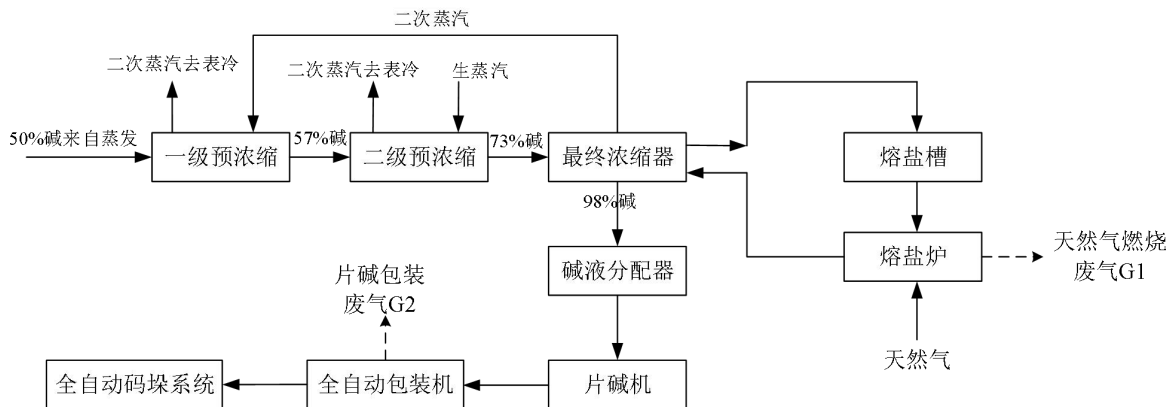 二次蒸汽
二次蒸汽去表冷
二次蒸汽去表冷
生蒸汽
50%碱来自蒸发
一级预浓缩
57%碱
二级预浓缩
73%碱
最终浓缩器
熔盐槽
98%碱
碱液分配器
熔盐炉
天然气燃烧
废气G1
片碱包装
废气G2
天然气
全自动码垛系统
全自动包装机
片碱机